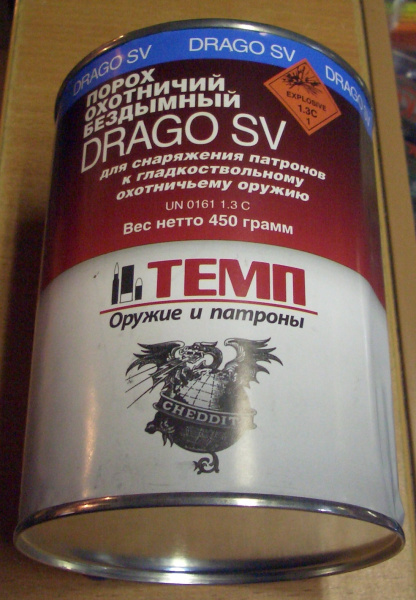 DRAGO SV DRAGO SV DRAGO SV
ПОРОХ
ОХОТНИЧИЙ
БЕЗДЫМНЫЙ
DRAGO SV
EXPLOSIVE
1.3C
1
для снаряжения патронов
к гладкоствольному
охотничьему оружию
UN 0161 1.3 C
Вес нетто 450 грамм
ТЕМП
Оружие и патроны
CHEDDITE